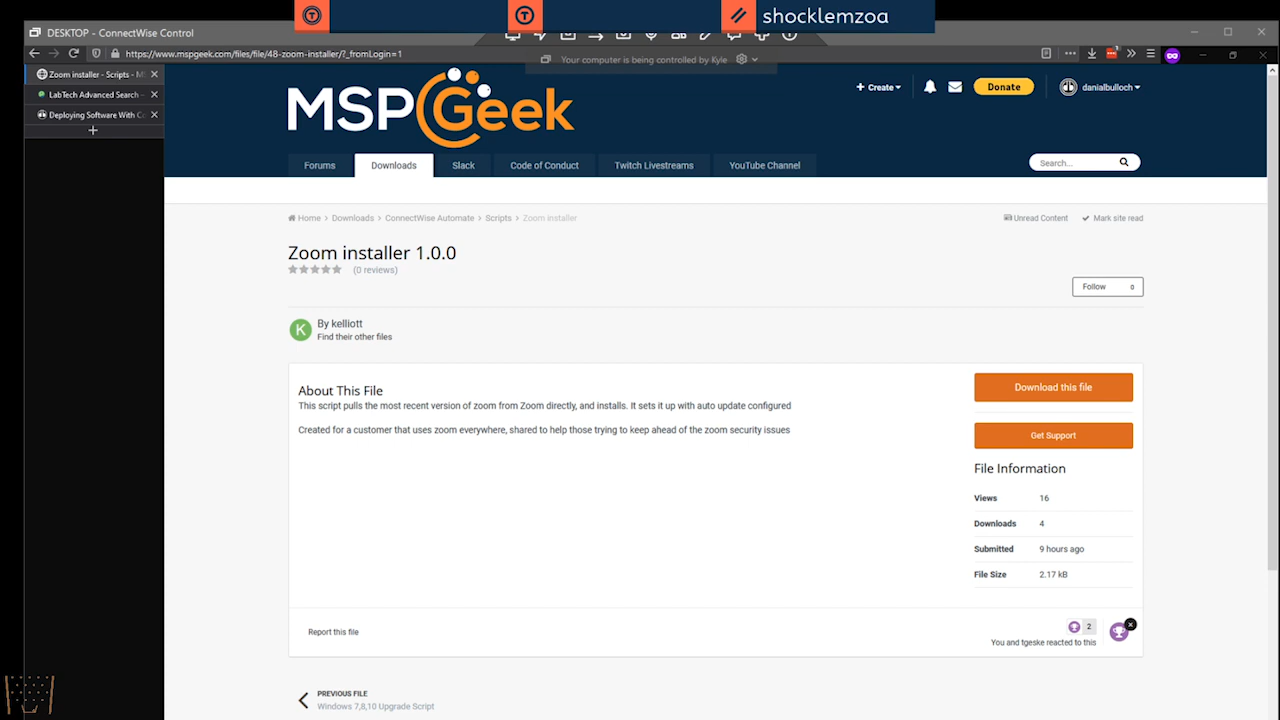 shocklemzoa
DESKTOP - ConnectWise Control
https://www.mspgeek.com/files/file/48-zoom-installer/?_fromLogin=1
Your computer is being controlled by Kyle
Zoom installer - Scripts - MS
LabTech Advanced Search -
Deploying Software With Co
MSPGeek
Create
Donate
danialbulloch
Forums
Downloads
Slack
Code of Conduct
Twitch Livestreams
YouTube Channel
Search...
Home > Downloads > ConnectWise Automate > Scripts > Zoom installer
Unread Content
Mark site read
Zoom installer 1.0.0
(0 reviews)
Follow 0
K
By kelliott
Find their other files
About This File
This script pulls the most recent version of zoom from Zoom directly, and installs. It sets it up with auto update configured
Created for a customer that uses zoom everywhere, shared to help those trying to keep ahead of the zoom security issues
Download this file
Get Support
File Information
Views 16
Downloads 4
Submitted 9 hours ago
File Size 2.17 kB
Report this file
2
You and tgeske reacted to this
PREVIOUS FILE
Windows 7,8,10 Upgrade Script